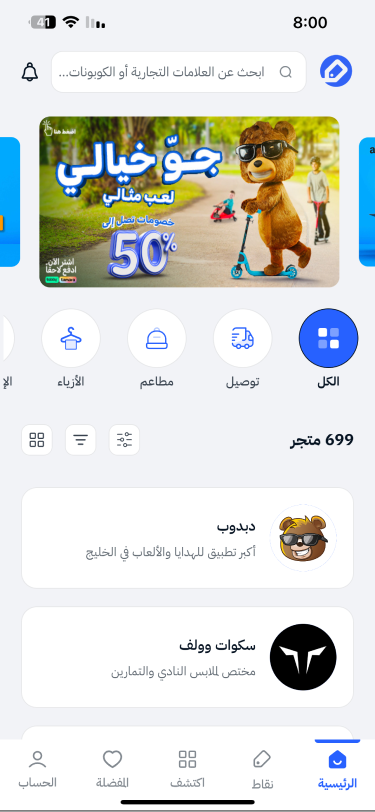 8:00
41
ابحث عن العلامات التجارية أو الكوبونات...
اضغط هنا
جوّ خيالي
لعب مثالي
خصومات تصل إلى
50%
اشتر الآن
ادفع لاحقًا
الكل
توصيل
مطاعم
الأزياء
الإ
699 متجر
دبدوب
أكبر تطبيق للهدايا والألعاب في الخليج
سكوات وولف
مختص لملابس النادي والتمارين
الرئيسية
نقاط
اكتشف
المفضلة
الحساب